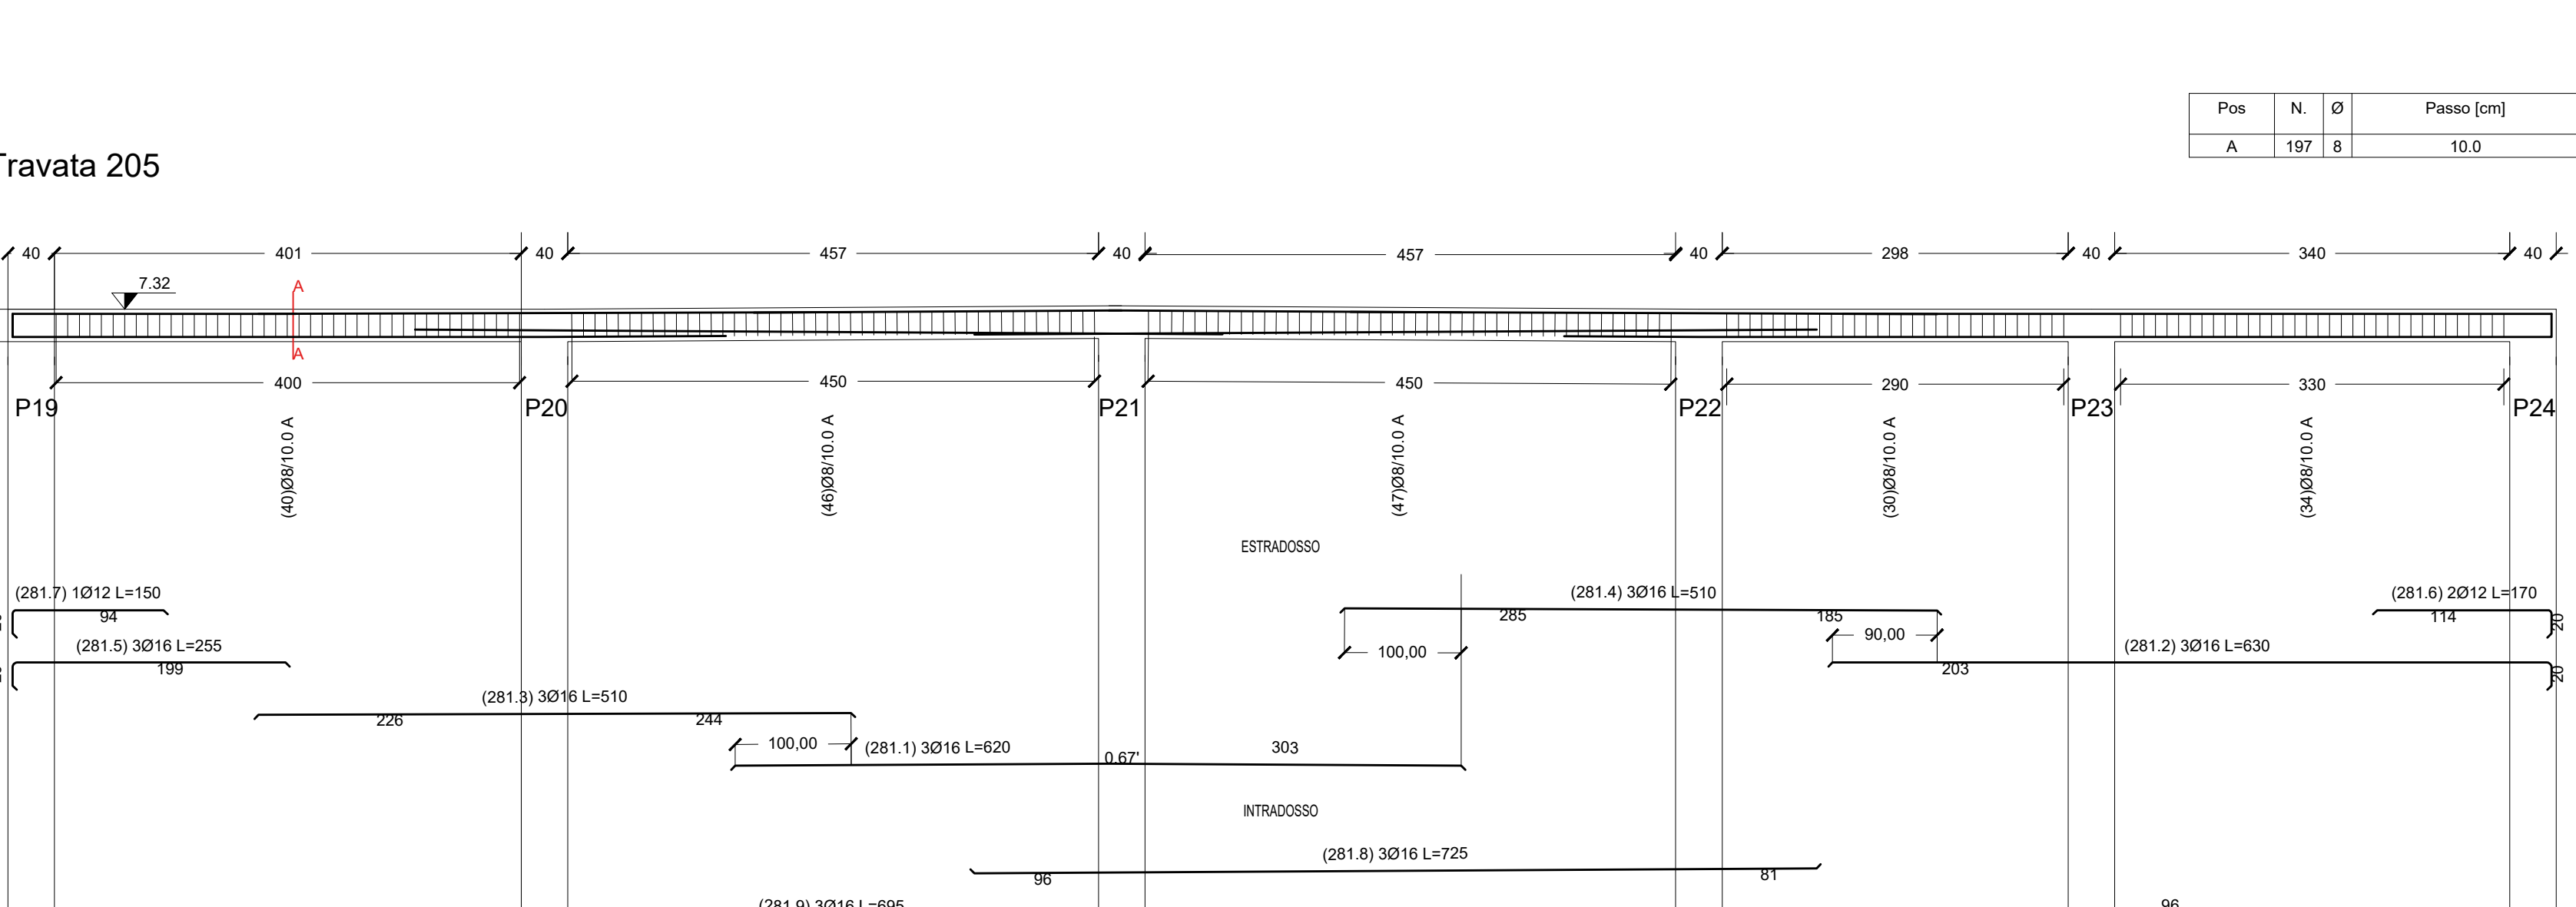 Pos N. Ø Passo [cm]
A 197 8 10.0
Travata 205
40 401 40 457 40 457 40 298 40 340 40
7.32
A
A
400 450 450 290 330
P19 P20 P21 P22 P23 P24
(40)Ø8/10.0 A
(46)Ø8/10.0 A
(47)Ø8/10.0 A
(30)Ø8/10.0 A
(34)Ø8/10.0 A
ESTRADOSSO
(281.7) 1Ø12 L=150
94
(281.4) 3Ø16 L=510
285 185
(281.6) 2Ø12 L=170
114
20
100,00
90,00
(281.5) 3Ø16 L=255
199
(281.2) 3Ø16 L=630
203
20
(281.3) 3Ø16 L=510
226 244
100,00
(281.1) 3Ø16 L=620
0.67'
303
INTRADOSSO
(281.8) 3Ø16 L=725
96 81
(281.9) 3Ø16 L=695
96